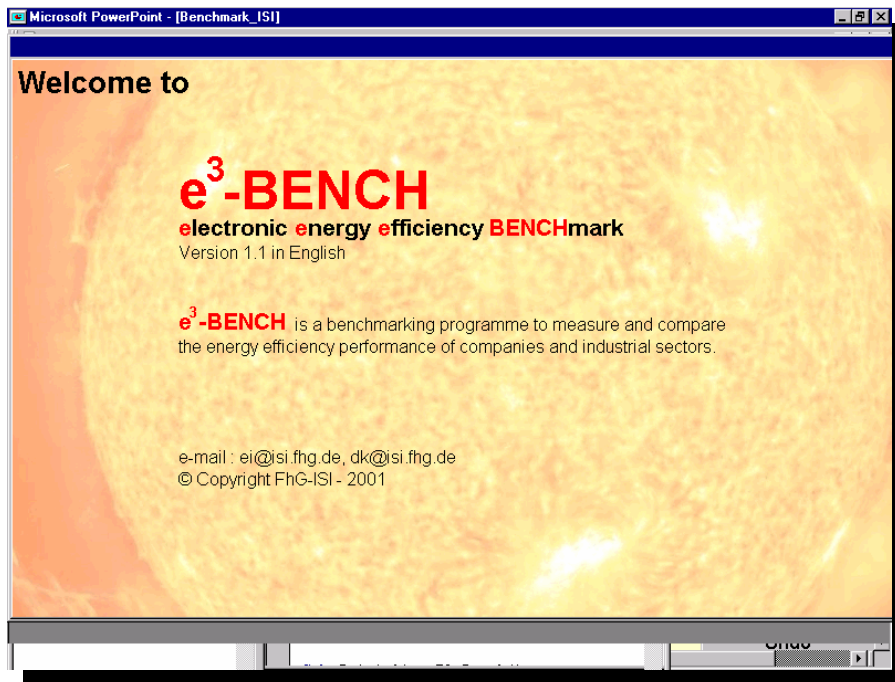 Microsoft PowerPoint - [Benchmark_ISI]
Welcome to
e³-BENCH
electronic energy efficiency BENCHmark
Version 1.1 in English
e³-BENCH is a benchmarking programme to measure and compare
the energy efficiency performance of companies and industrial sectors.
e-mail : ei@isi.fhg.de, dk@isi.fhg.de
© Copyright FhG-ISI - 2001
Undo